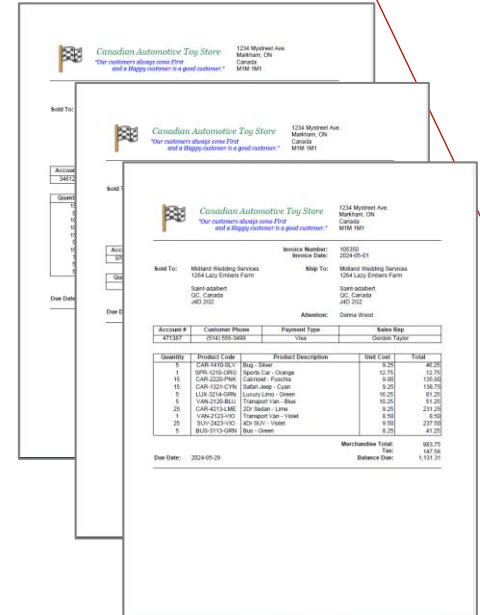 Canadian Automotive Toy Store
"Our customers always come First
and a Happy customer is a good customer."
1234 Mystreet Ave.
Markham, ON
Canada
M1M 1M1
Sold To:
Due Date
Canadian Automotive Toy Store
"Our customers always come First
and a Happy customer is a good customer."
1234 Mystreet Ave.
Markham, ON
Canada
M1M 1M1
Canadian Automotive Toy Store
"Our customers always come First
and a Happy customer is a good customer."
1234 Mystreet Ave.
Markham, ON
Canada
M1M 1M1
Invoice Number: 105350
Invoice Date: 2024-05-01
Sold To: Midland Wedding Services Ship To: Midland Wedding Services
1264 Lazy Embers Farm 1264 Lazy Embers Farm
Saint-adalbert Saint-adalbert
QC, Canada QC, Canada
J4O 2G2 J4O 2G2
Attention: Donna Wood
Account # Customer Phone Payment Type Sales Rep
471387 (514) 555-3499 Visa Gordon Taylor
Quantity Product Code Product Description Unit Cost Total
5 CAR-1410-SLV Bug - Silver 9.25 46.25
1 SPR-1210-ORG Sports Car - Orange 12.75 12.75
15 CAR-2220-PNK Cabriolet - Fuschia 9.00 135.00
15 CAR-1321-CYN Safari Jeep - Cyan 9.25 138.75
5 LUX-3214-GRN Luxury Limo - Green 16.25 81.25
5 VAN-2120-BLU Transport Van - Blue 10.25 51.25
25 CAR-4213-LME 2Dr Sedan - Lime 9.25 231.25
1 VAN-2123-VIO Transport Van - Violet 8.50 8.50
25 SUV-2423-VIO 4Dr SUV - Violet 9.50 237.50
5 BUS-3113-GRN Bus - Green 8.25 41.25
Merchandise Total: 983.75
Tax: 147.56
Due Date: 2024-05-29 Balance Due: 1,131.31